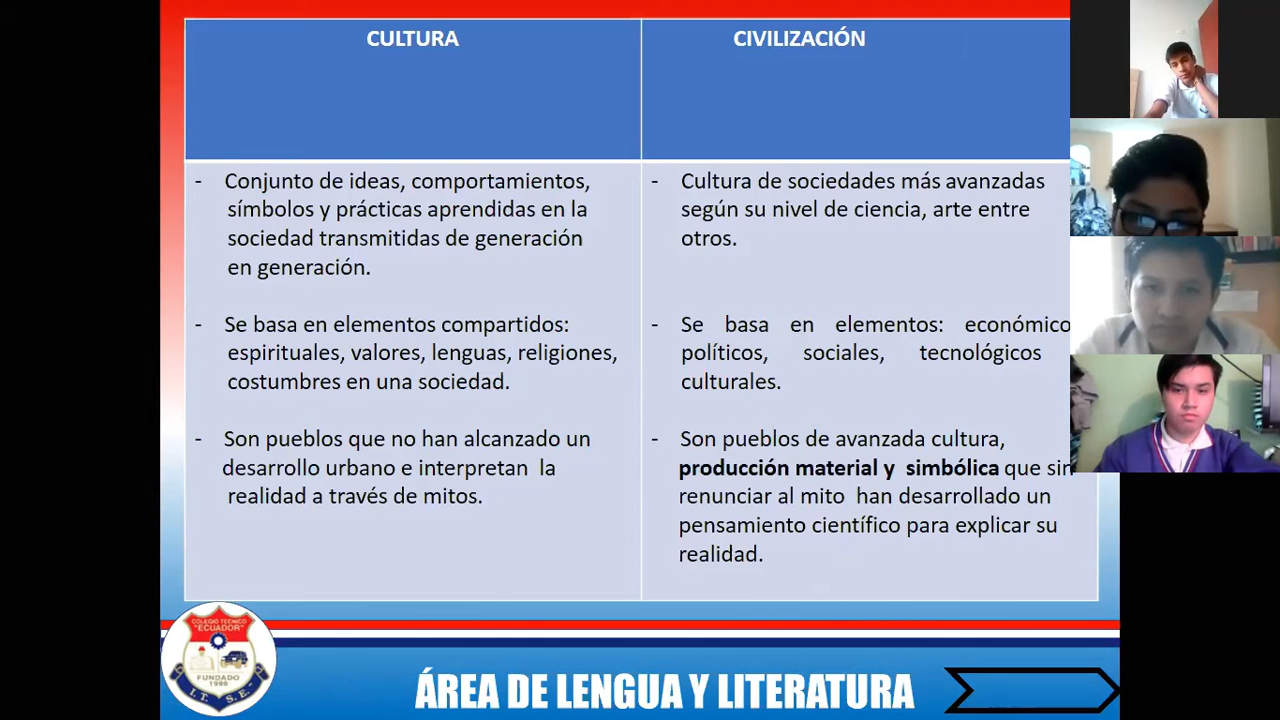 CULTURA
CIVILIZACIÓN
- Conjunto de ideas, comportamientos,
símbolos y prácticas aprendidas en la
sociedad transmitidas de generación
en generación.
- Se basa en elementos compartidos:
espirituales, valores, lenguas, religiones,
costumbres en una sociedad.
- Son pueblos que no han alcanzado un
desarrollo urbano e interpretan la
realidad a través de mitos.
- Cultura de sociedades más avanzadas
según su nivel de ciencia, arte entre
otros.
- Se basa en elementos: económico
políticos, sociales, tecnológicos
culturales.
- Son pueblos de avanzada cultura,
producción material y simbólica que sin
renunciar al mito han desarrollado un
pensamiento científico para explicar su
realidad.
COLEGIO TECNICO
"ECUADOR"
FUNDADO
1986
I.T. S.E.
ÁREA DE LENGUA Y LITERATURA